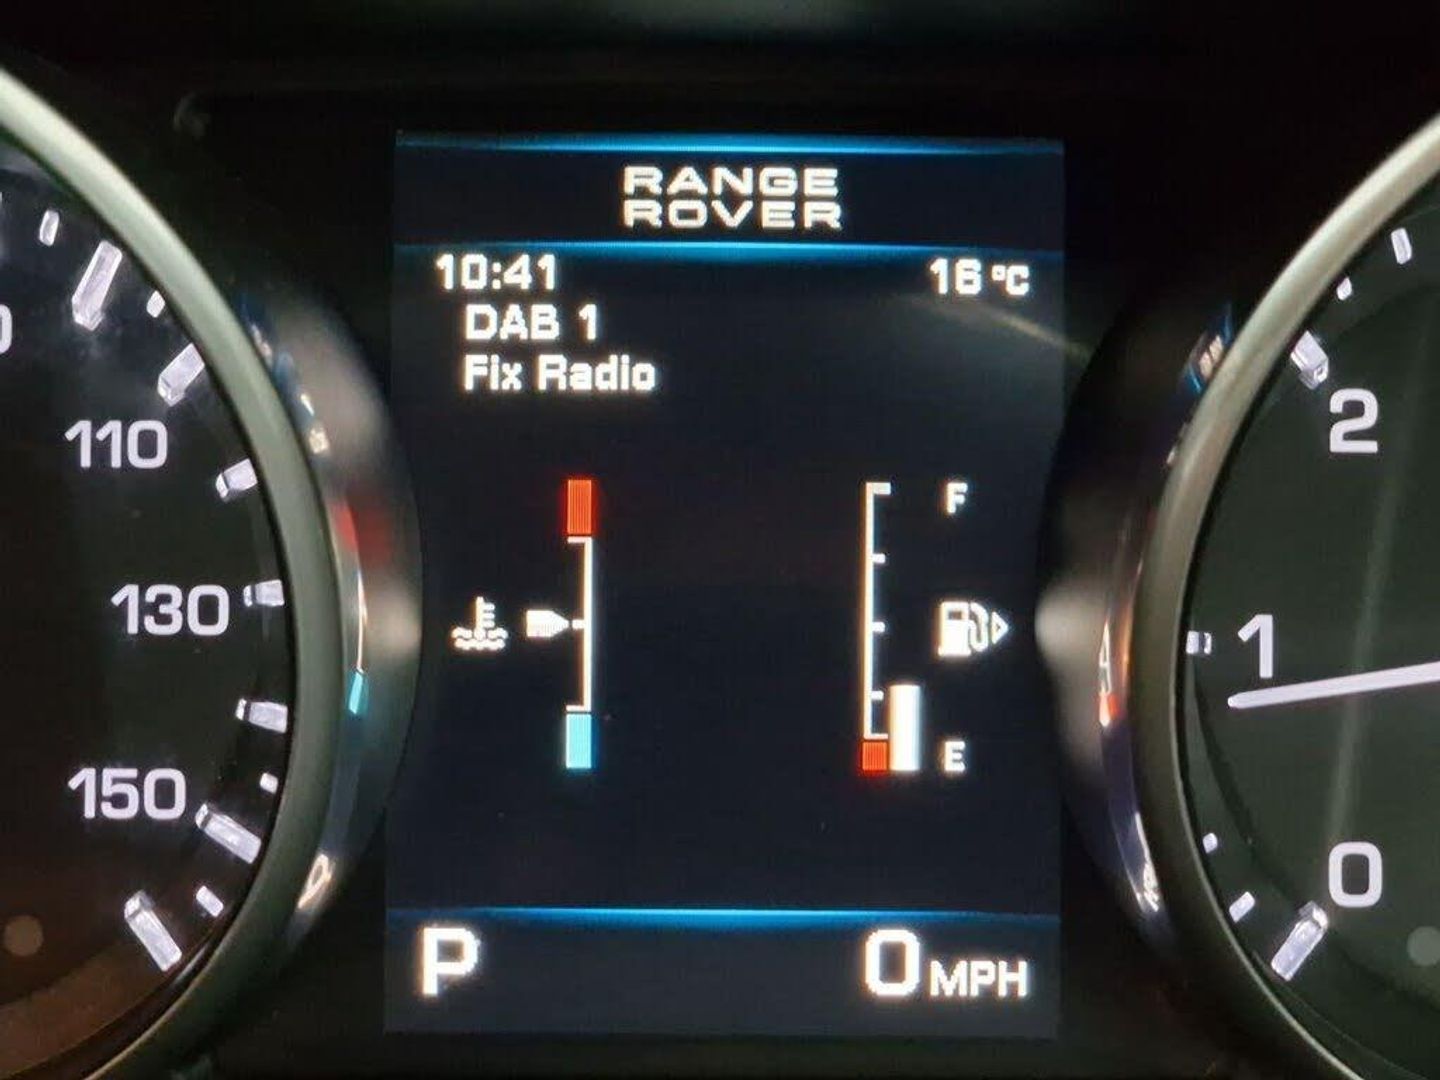 RANGE
ROVER
10:41
16 °C
DAB 1
Fix Radio
F
E
P
0 MPH
110
130
150
2
1
0